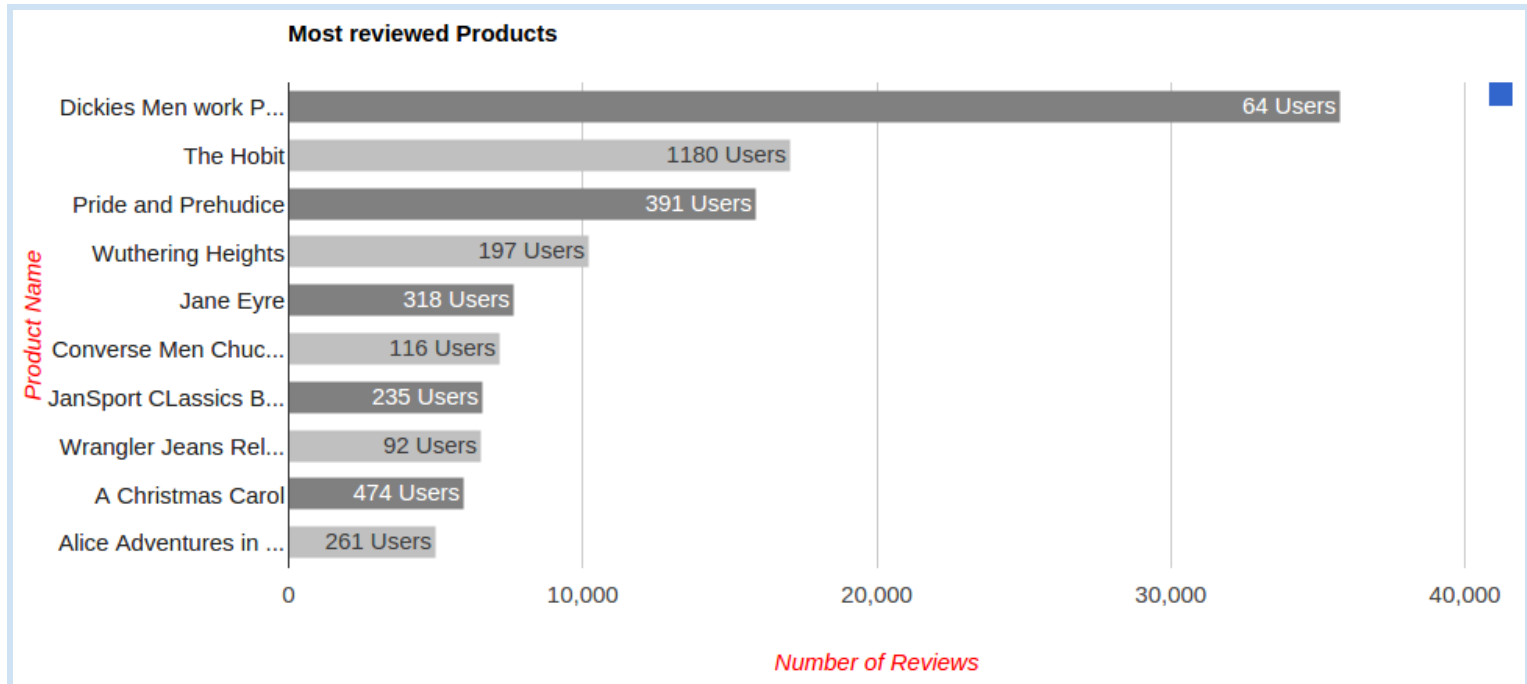 Most reviewed Products
Dickies Men work P...
64 Users
The Hobit
1180 Users
Pride and Prehudice
391 Users
Wuthering Heights
197 Users
Jane Eyre
318 Users
Converse Men Chuc...
116 Users
JanSport CLassics B...
235 Users
Wrangler Jeans Rel...
92 Users
A Christmas Carol
474 Users
Alice Adventures in ...
261 Users
Product Name
0 10,000 20,000 30,000 40,000
Number of Reviews